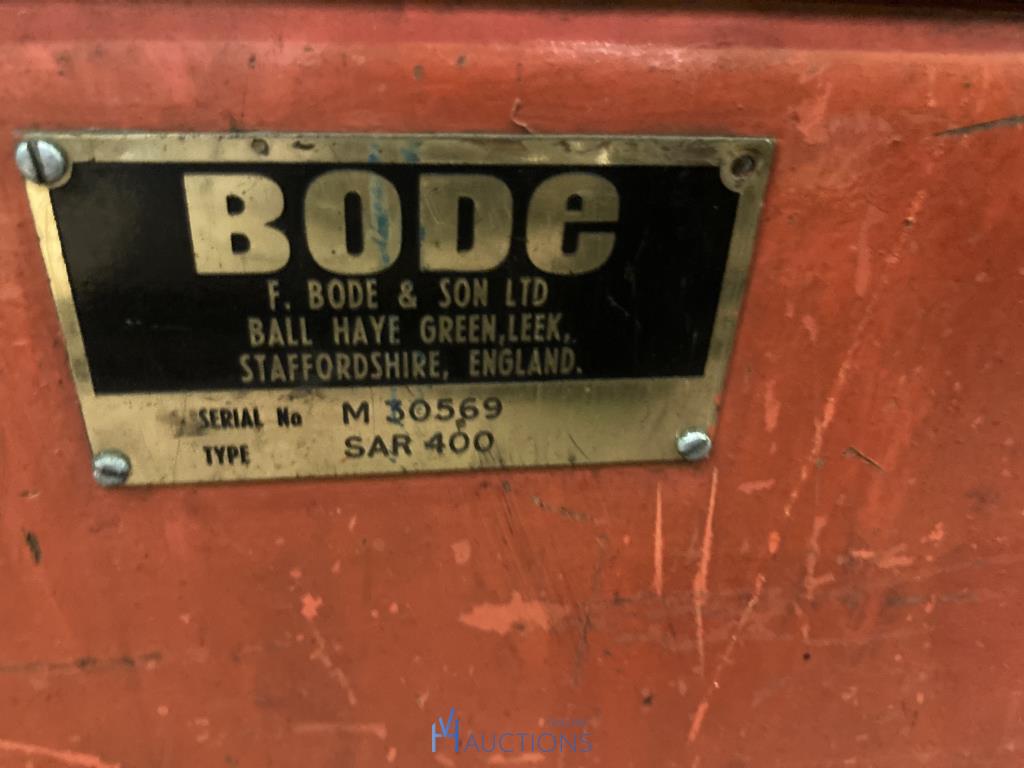 BODe
F. BODE & SON LTD
BALL HAYE GREEN, LEEK,
STAFFORDSHIRE, ENGLAND.
SERIAL No M 30569
TYPE SAR 400
AUCTIONS